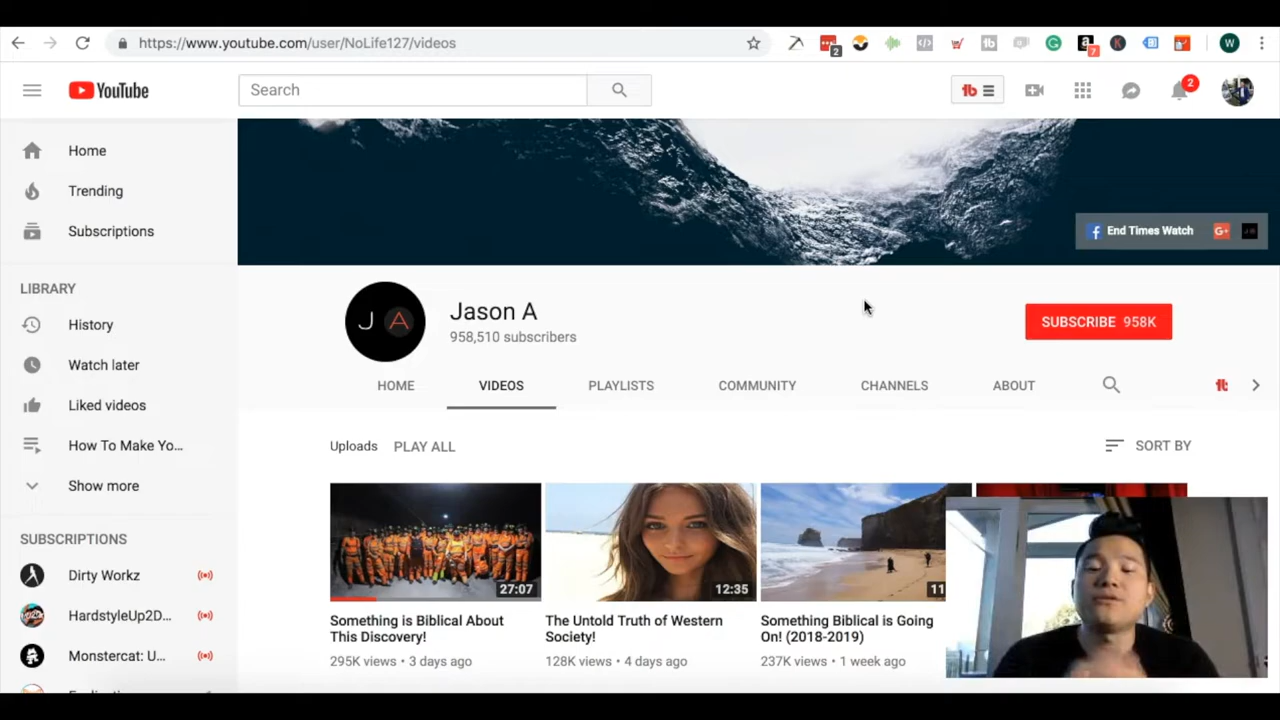 https://www.youtube.com/user/NoLife127/videos
2
7
W
YouTube
Search
2
Home
Trending
Subscriptions
End Times Watch
G+
LIBRARY
History
Watch later
Liked videos
How To Make Yo...
Show more
SUBSCRIPTIONS
Dirty Workz
HardstyleUp2D...
Monstercat: U...
J A
Jason A
958,510 subscribers
SUBSCRIBE 958K
HOME
VIDEOS
PLAYLISTS
COMMUNITY
CHANNELS
ABOUT
Uploads
PLAY ALL
SORT BY
27:07
12:35
11
Something is Biblical About
This Discovery!
295K views • 3 days ago
The Untold Truth of Western
Society!
128K views • 4 days ago
Something Biblical is Going
On! (2018-2019)
237K views • 1 week ago